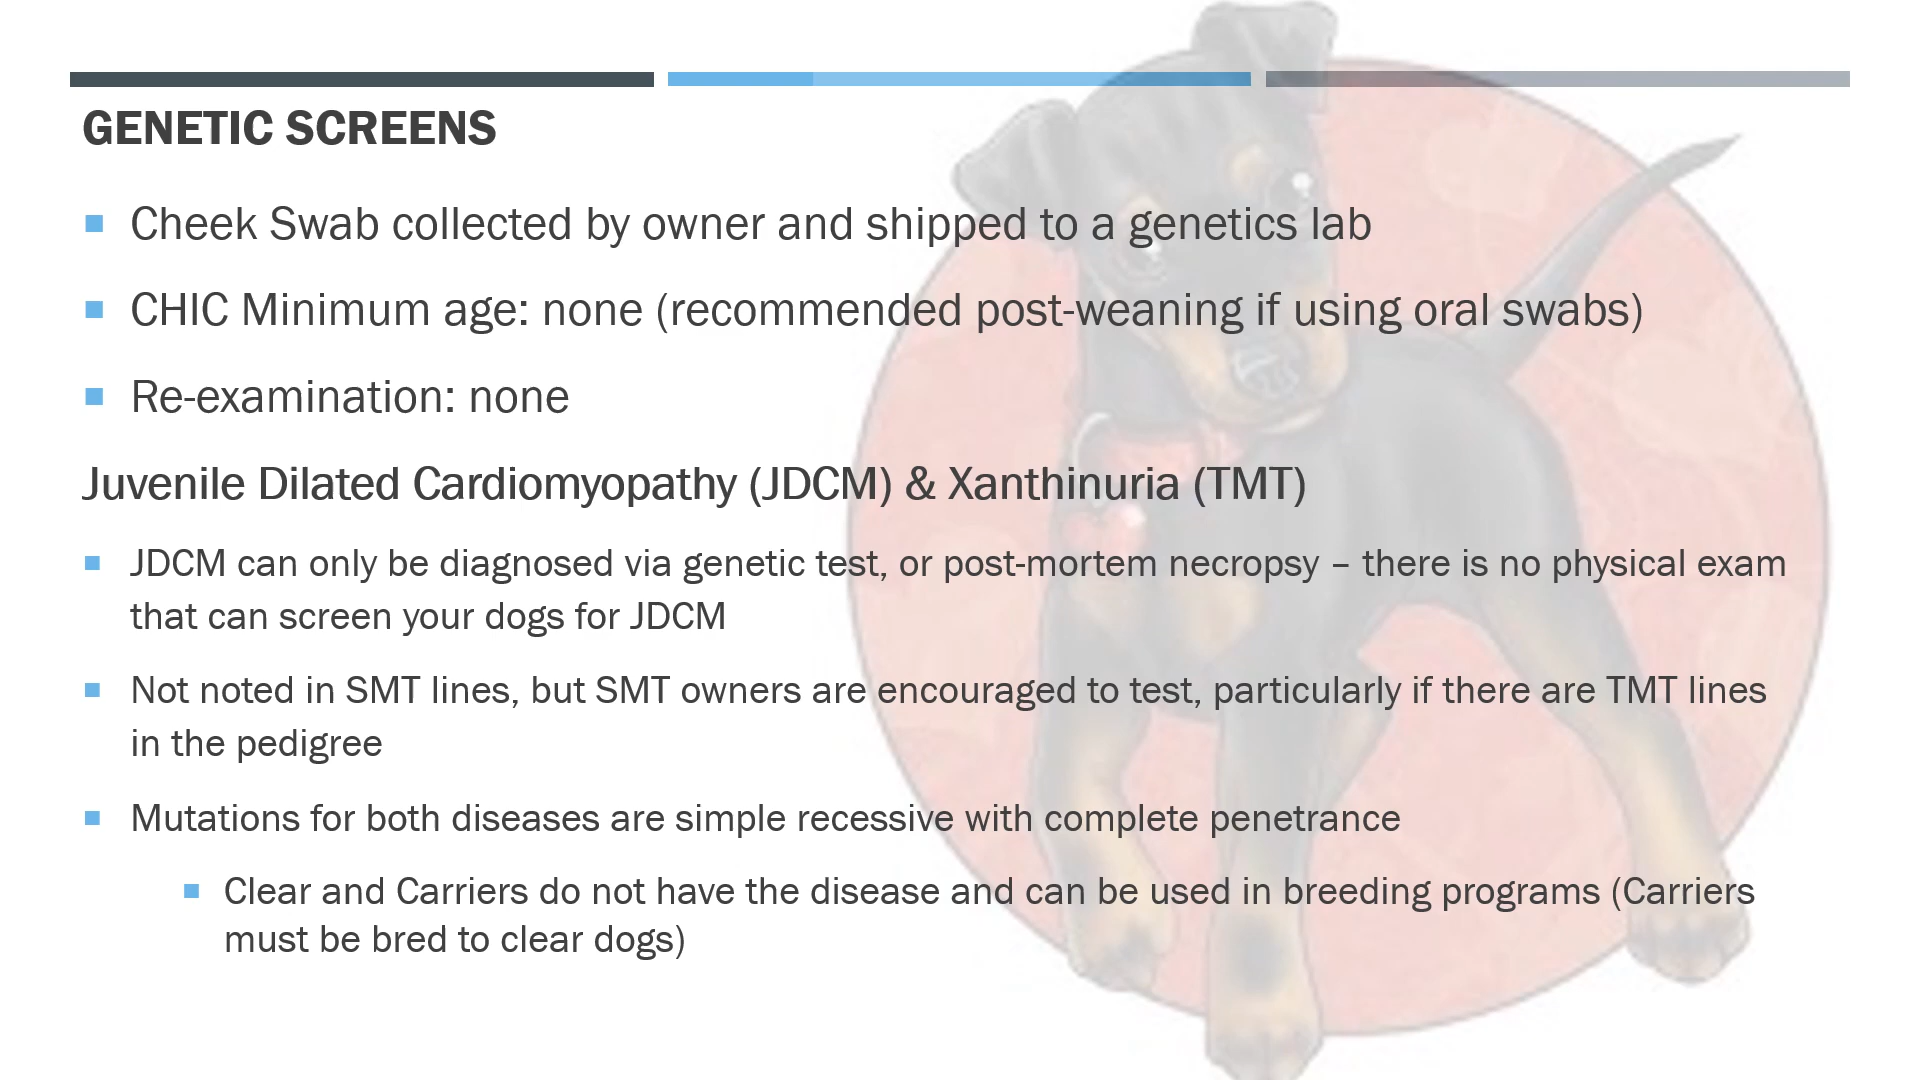 GENETIC SCREENS
Cheek Swab collected by owner and shipped to a genetics lab
CHIC Minimum age: none (recommended post-weaning if using oral swabs)
Re-examination: none
Juvenile Dilated Cardiomyopathy (JDCM) & Xanthinuria (TMT)
JDCM can only be diagnosed via genetic test, or post-mortem necropsy – there is no physical exam
that can screen your dogs for JDCM
Not noted in SMT lines, but SMT owners are encouraged to test, particularly if there are TMT lines
in the pedigree
Mutations for both diseases are simple recessive with complete penetrance
Clear and Carriers do not have the disease and can be used in breeding programs (Carriers
must be bred to clear dogs)